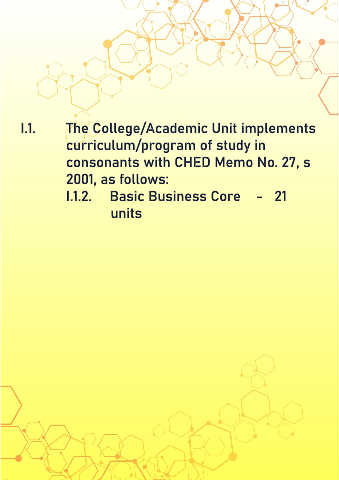 I.1. The College/Academic Unit implements
curriculum/program of study in
consonants with CHED Memo No. 27, s
2001, as follows:
I.1.2. Basic Business Core - 21
units